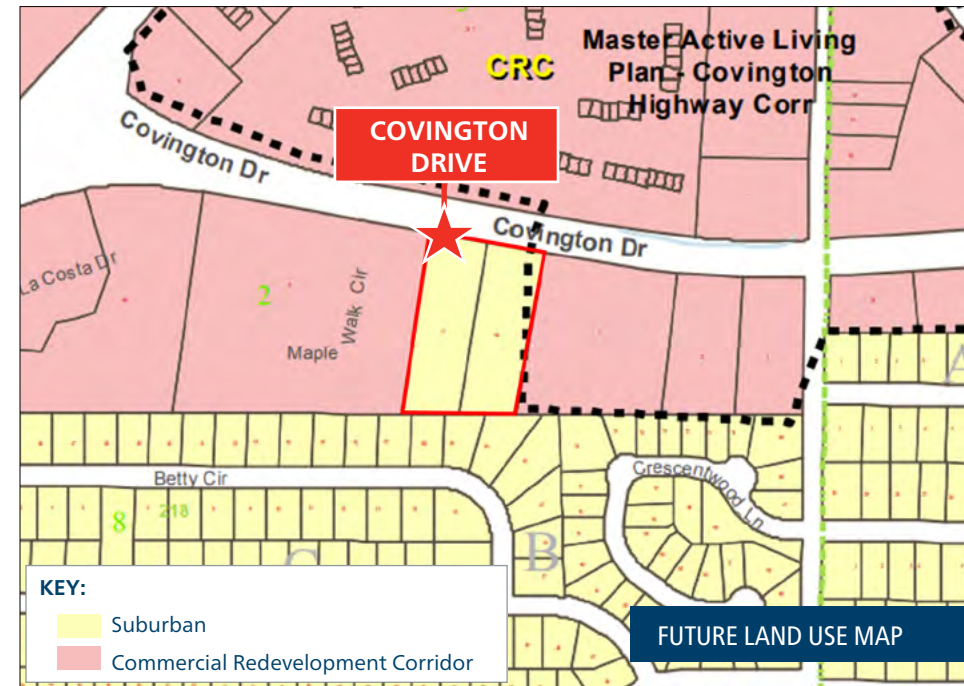 Master Active Living
Plan - Covington
Highway Corr
CRC
COVINGTON
DRIVE
Covington Dr
Covington Dr
La Costa Dr
2
Walk Cir
Maple
A
Betty Cir
Crescentwood Ln
8
218
C
B
KEY:
Suburban
Commercial Redevelopment Corridor
FUTURE LAND USE MAP